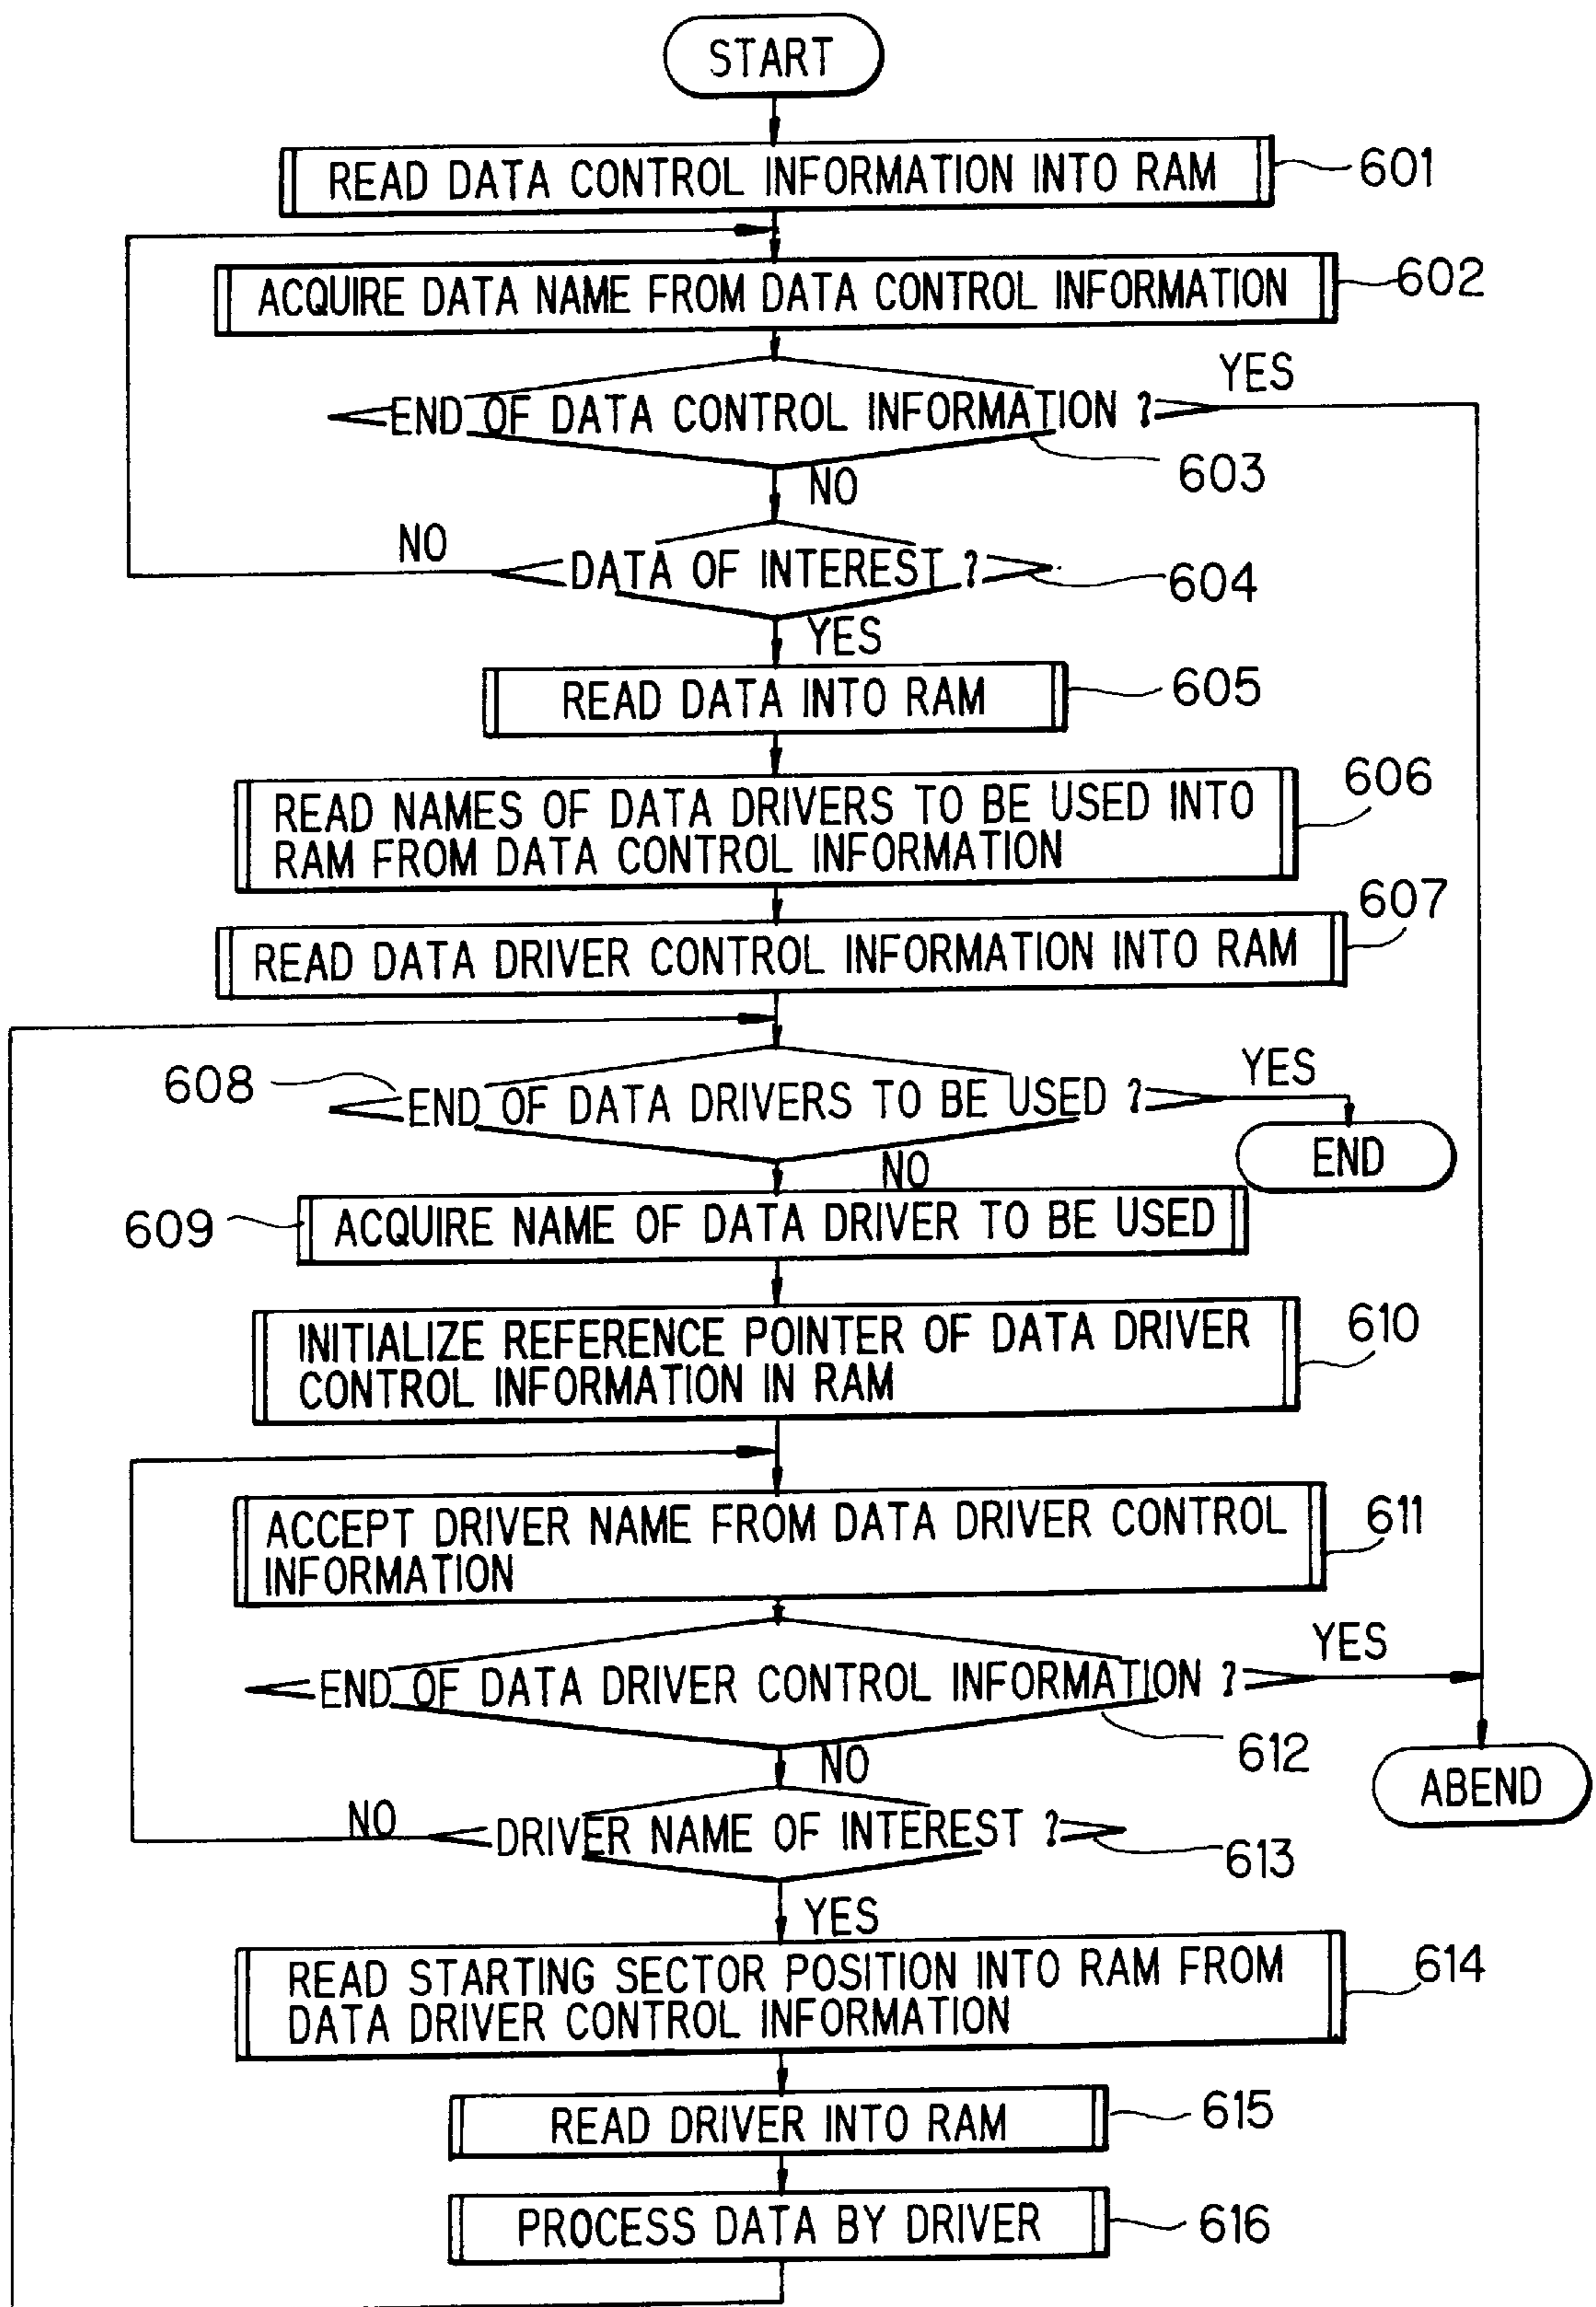 START
READ DATA CONTROL INFORMATION INTO RAM
601
ACQUIRE DATA NAME FROM DATA CONTROL INFORMATION
602
YES
END OF DATA CONTROL INFORMATION ?
603
NO
NO
DATA OF INTEREST ?
604
YES
READ DATA INTO RAM
605
606
READ NAMES OF DATA DRIVERS TO BE USED INTO
RAM FROM DATA CONTROL INFORMATION
607
READ DATA DRIVER CONTROL INFORMATION INTO RAM
608
END OF DATA DRIVERS TO BE USED ?
YES
END
NO
609
ACQUIRE NAME OF DATA DRIVER TO BE USED
INITIALIZE REFERENCE POINTER OF DATA DRIVER
CONTROL INFORMATION IN RAM
610
ACCEPT DRIVER NAME FROM DATA DRIVER CONTROL
INFORMATION
611
YES
END OF DATA DRIVER CONTROL INFORMATION ?
612
NO
ABEND
NO
DRIVER NAME OF INTEREST ?
613
YES
READ STARTING SECTOR POSITION INTO RAM FROM
DATA DRIVER CONTROL INFORMATION
614
READ DRIVER INTO RAM
615
PROCESS DATA BY DRIVER
616